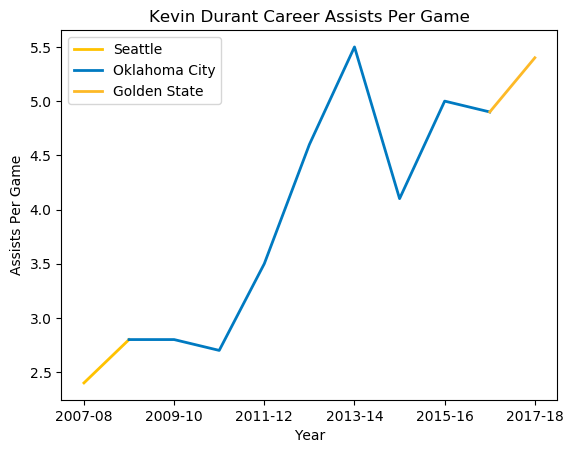 Kevin Durant Career Assists Per Game
Seattle
Oklahoma City
Golden State
5.5
5.0
4.5
4.0
3.5
3.0
2.5
Assists Per Game
2007-08 2009-10 2011-12 2013-14 2015-16 2017-18
Year